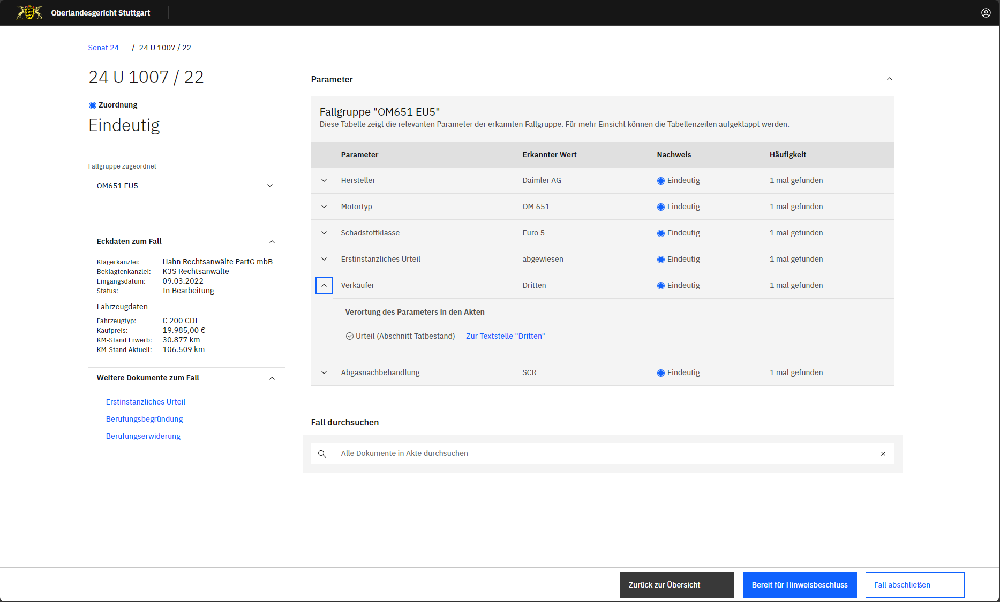 Oberlandesgericht Stuttgart
Senat 24 / 24 U 1007 / 22
24 U 1007 / 22
Zuordnung
Eindeutig
Fallgruppe zugeordnet
OM651 EU5
Eckdaten zum Fall
Klägerkanzlei: Hahn Rechtsanwälte PartG mbB
Beklagtenkanzlei: K3S Rechtsanwälte
Eingangsdatum: 09.03.2022
Status: In Bearbeitung
Fahrzeugdaten
Fahrzeugtyp: C 200 CDI
Kaufpreis: 19.985,00 €
KM-Stand Erwerb: 30.877 km
KM-Stand Aktuell: 106.509 km
Weitere Dokumente zum Fall
Erstinstanzliches Urteil
Berufungsbegründung
Berufungserwiderung
Parameter
Fallgruppe "OM651 EU5"
Diese Tabelle zeigt die relevanten Parameter der erkannten Fallgruppe. Für mehr Einsicht können die Tabellenzeilen aufgeklappt werden.
Parameter Erkannter Wert Nachweis Häufigkeit
Hersteller Daimler AG Eindeutig 1 mal gefunden
Motortyp OM 651 Eindeutig 1 mal gefunden
Schadstoffklasse Euro 5 Eindeutig 1 mal gefunden
Erstinstanzliches Urteil abgewiesen Eindeutig 1 mal gefunden
Verkäufer Dritten Eindeutig 1 mal gefunden
Verortung des Parameters in den Akten
Urteil (Abschnitt Tatbestand) Zur Textstelle "Dritten"
Abgasnachbehandlung SCR Eindeutig 1 mal gefunden
Fall durchsuchen
Alle Dokumente in Akte durchsuchen
Zurück zur Übersicht Bereit für Hinweisbeschluss Fall abschließen